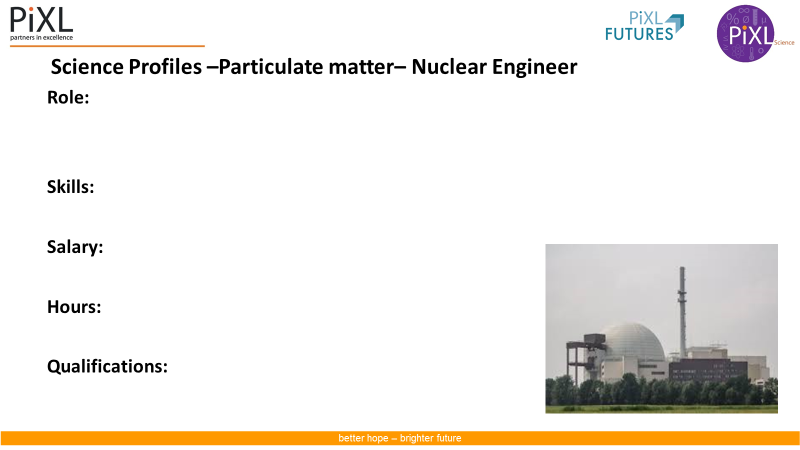 PiXL
partners in excellence
PiXL
FUTURES
PiXL
Science
Science Profiles –Particulate matter– Nuclear Engineer
Role:
Skills:
Salary:
Hours:
Qualifications:
better hope – brighter future